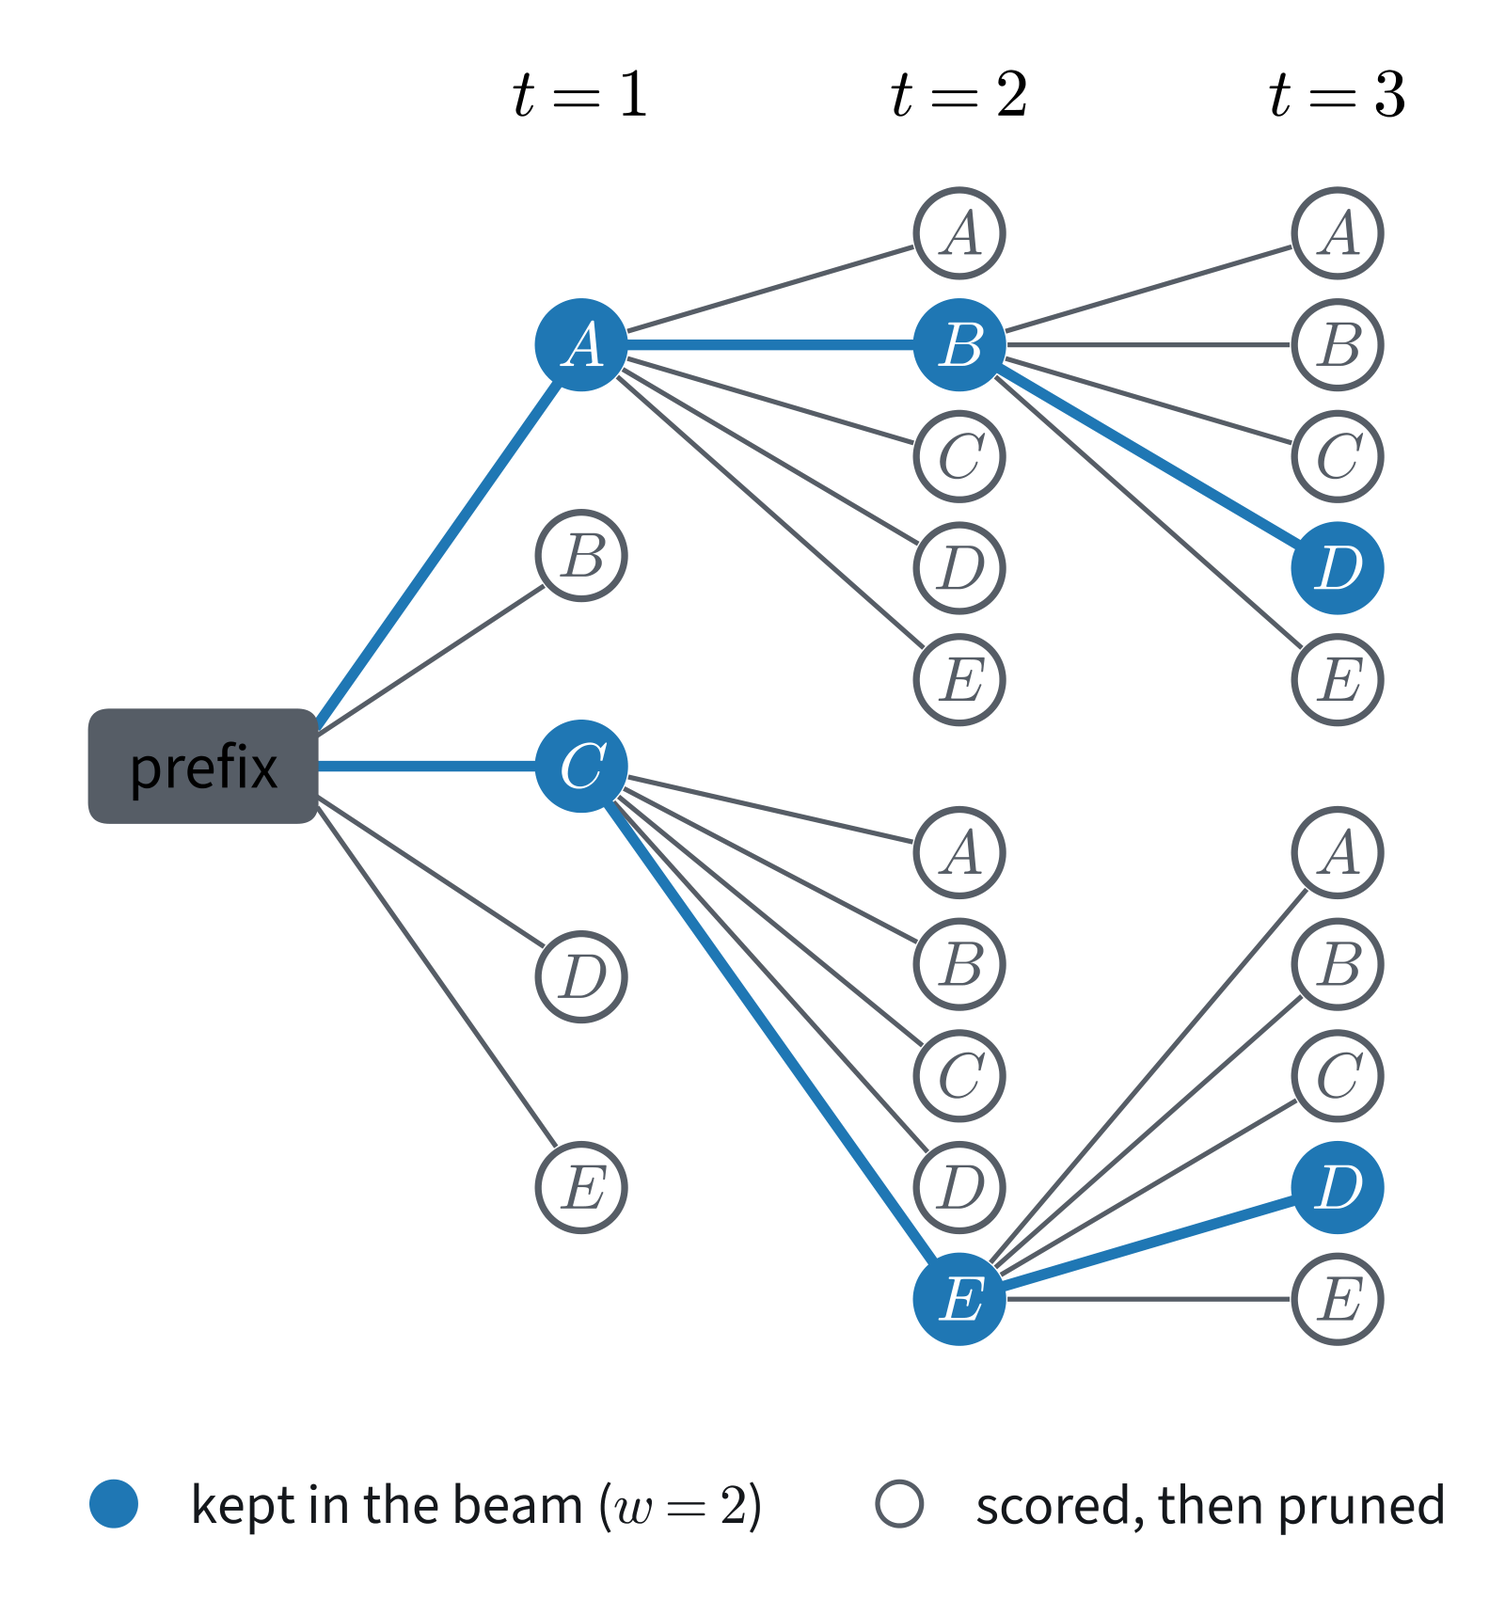 t = 1 t = 2 t = 3
A A
A B B
C C
B D D
E E
prefix C
A A
B B
D C C
E D D
E E
kept in the beam (w = 2) scored, then pruned